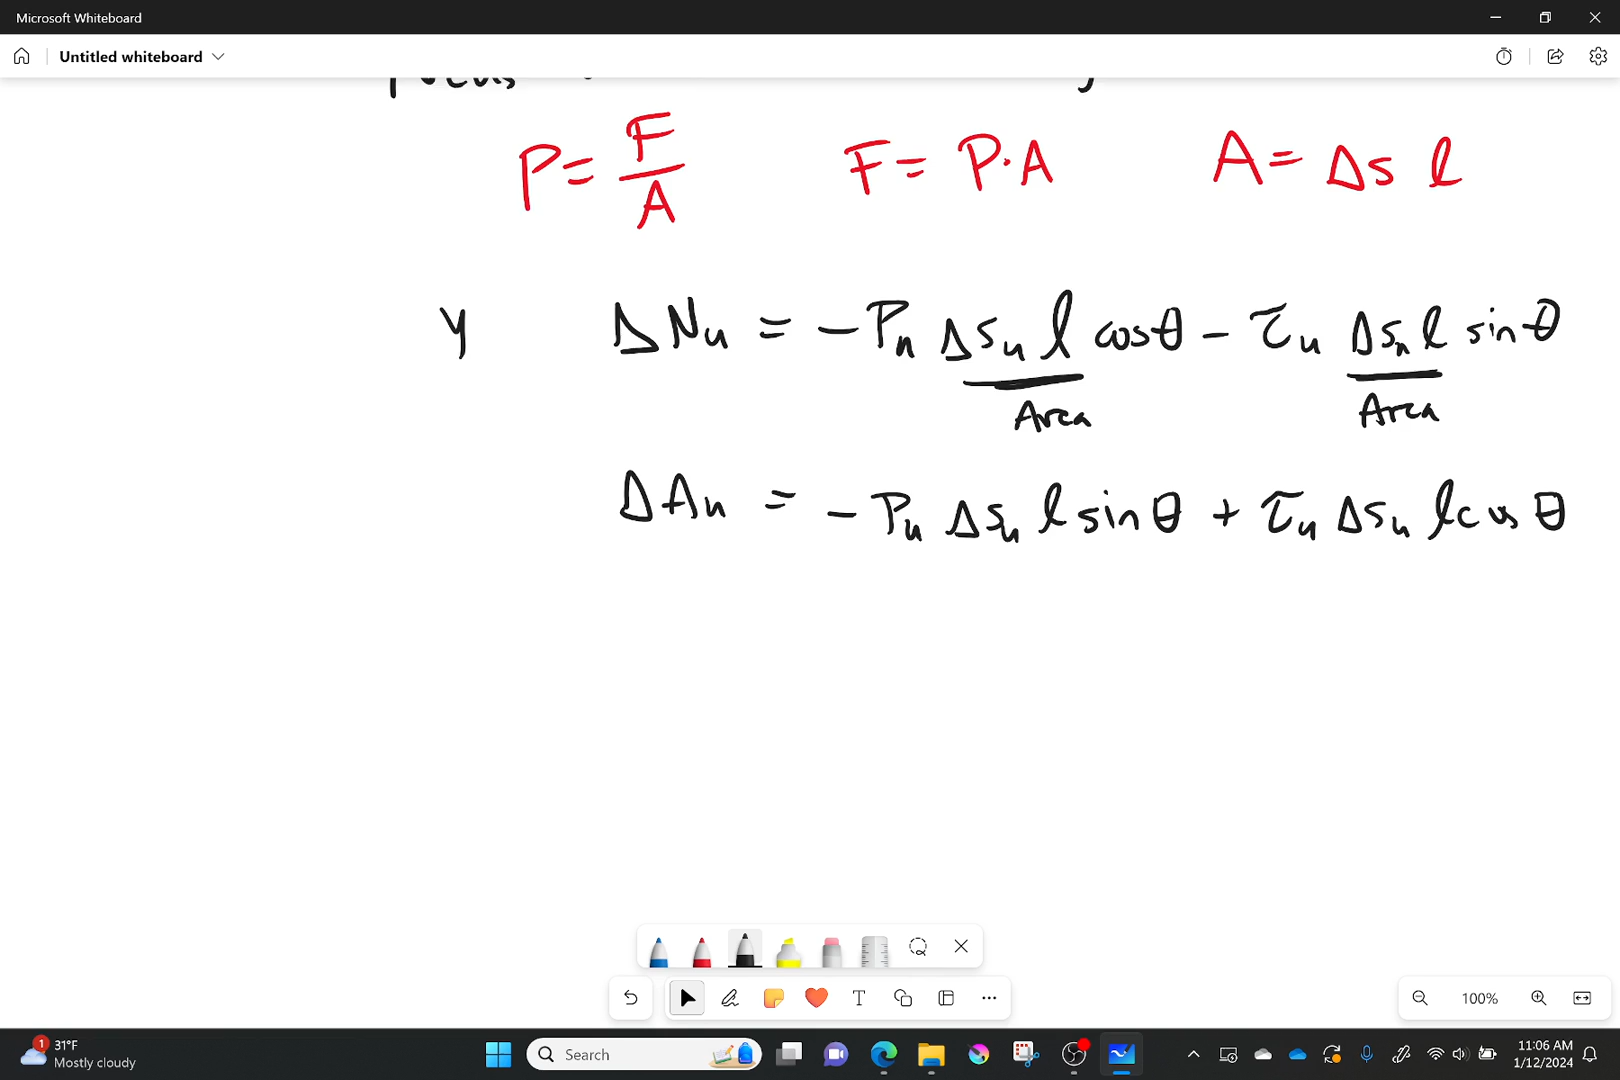 Microsoft Whiteboard
Untitled whiteboard
P = F/A F = P·A A = Δs l
y ΔNu = −Pu Δsu l cosθ − τu Δsu l sinθ
Area Area
ΔAu = −Pu Δsu l sinθ + τu Δsu l cosθ
100%
1 31°F
Mostly cloudy
Search
11:06 AM
1/12/2024